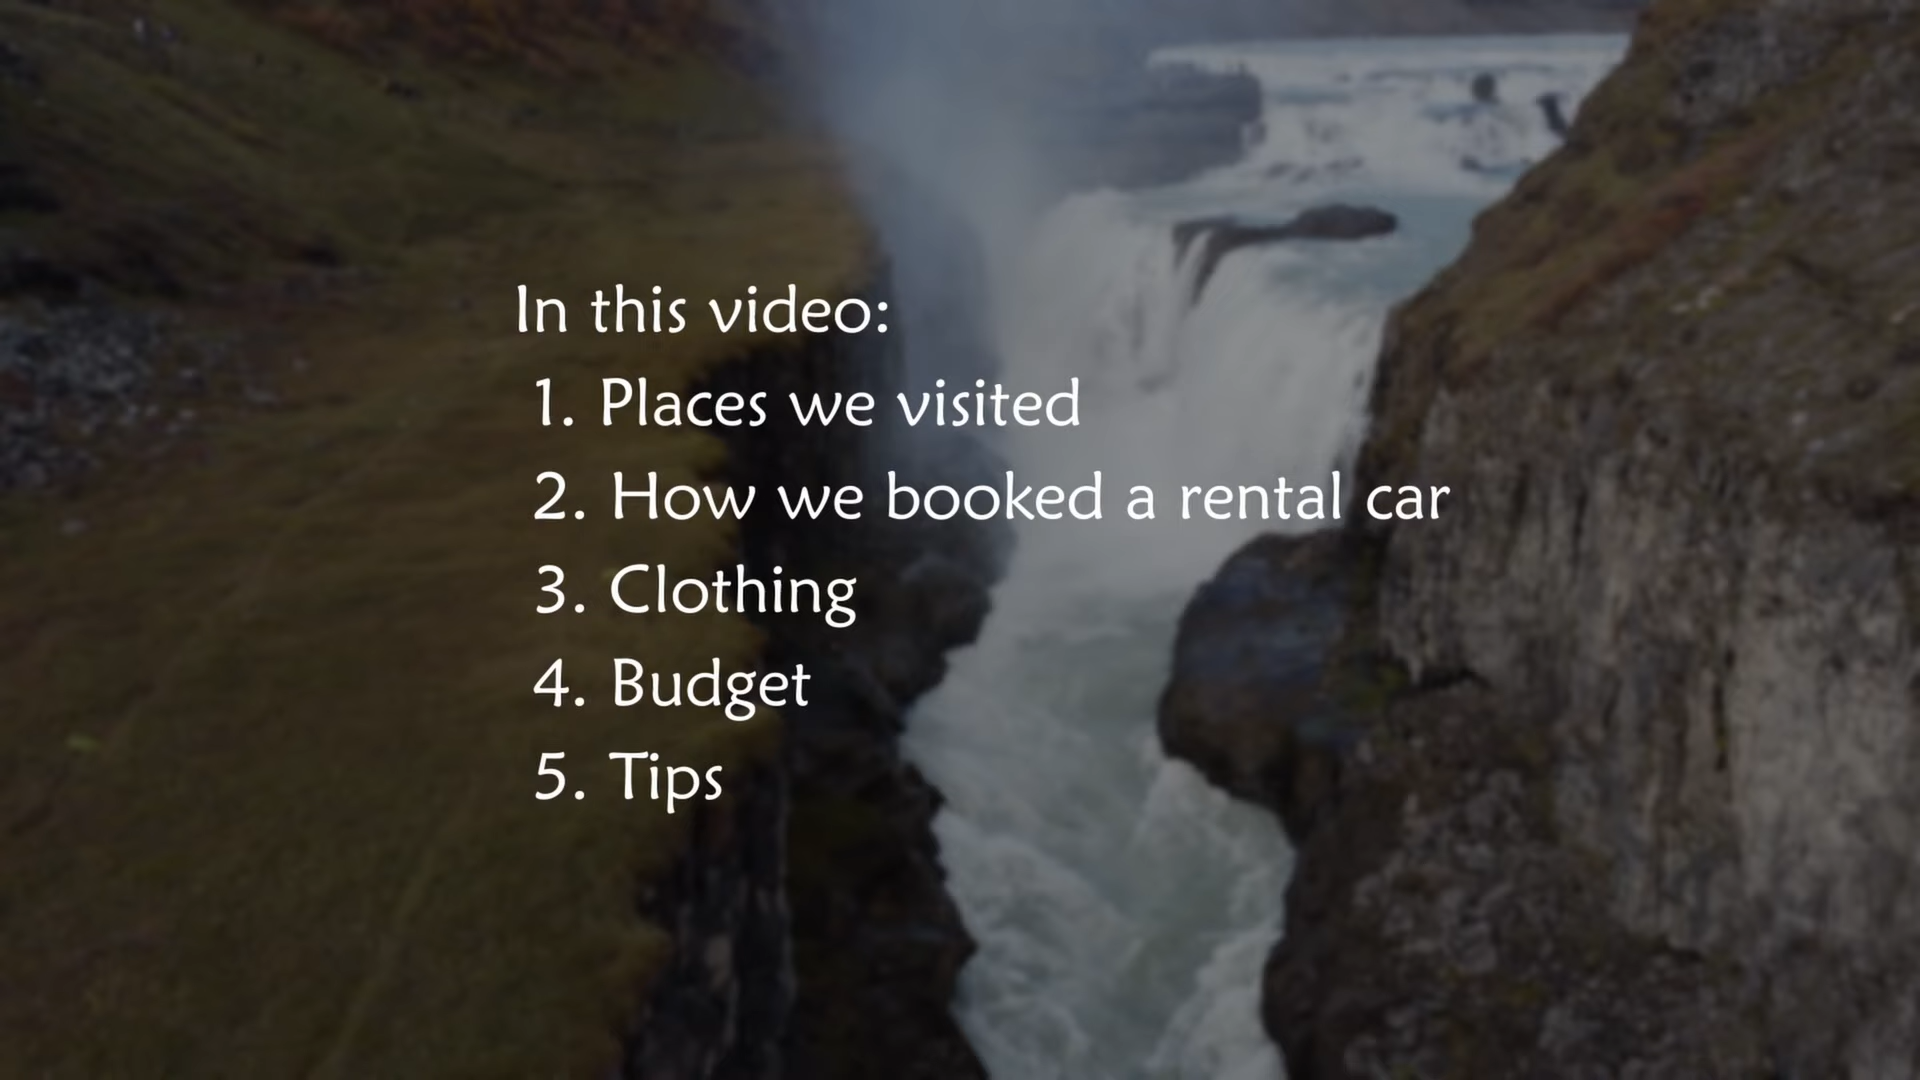 In this video:
1. Places we visited
2. How we booked a rental car
3. Clothing
4. Budget
5. Tips